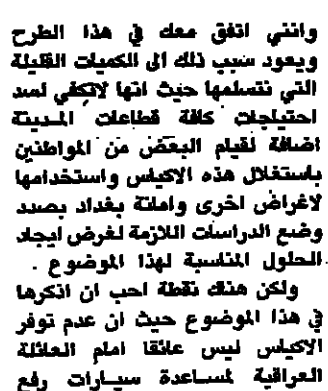 وانني اتفق معك في هذا الطرح
ويعود سبب ذلك الى الكميات القليلة
التي نتسلمها حيث انها لاتكفي لسد
احتياجات كافة قطاعات المدينة
اضافة لقيام البعض من المواطنين
باستغلال هذه الاكياس واستخدامها
لاغراض اخرى وامانة بغداد بصدد
وضع الدراسات اللازمة لغرض ايجاد
الحلول المناسبة لهذا الموضوع .
ولكن هناك نقطة احب ان اذكرها
في هذا الموضوع حيث ان عدم توفر
الاكياس ليس عائقا امام العائلة
العراقية لمساعدة سيارات رفع